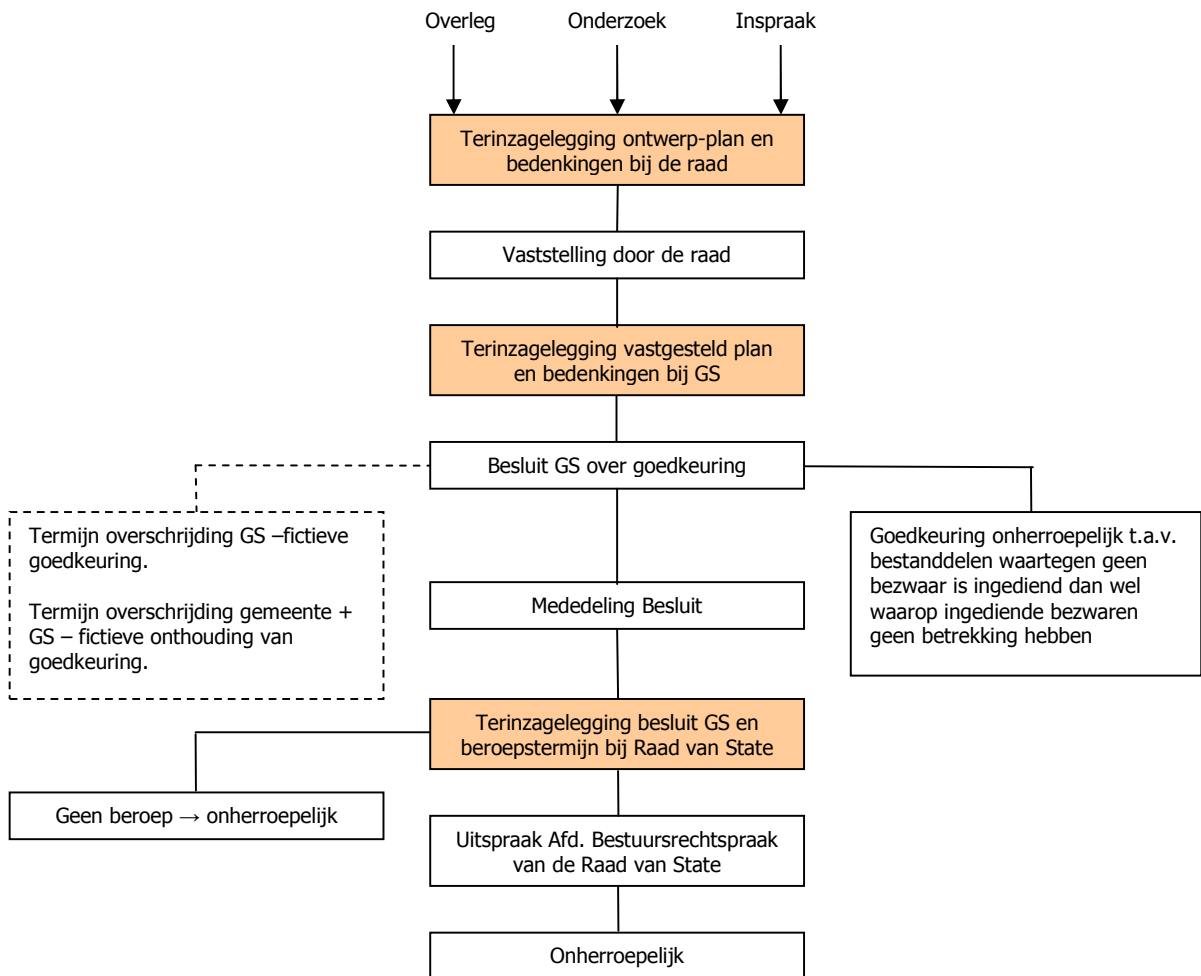 Overleg
Onderzoek
Inspraak
Terinzagelegging ontwerp-plan en
bedenkingen bij de raad
Vaststelling door de raad
Terinzagelegging vastgesteld plan
en bedenkingen bij GS
Besluit GS over goedkeuring
Termijn overschrijding GS –fictieve
goedkeuring.
Termijn overschrijding gemeente +
GS – fictieve onthouding van
goedkeuring.
Goedkeuring onherroepelijk t.a.v.
bestanddelen waartegen geen
bezwaar is ingediend dan wel
waarop ingediende bezwaren
geen betrekking hebben
Mededeling Besluit
Terinzagelegging besluit GS en
beroepstermijn bij Raad van State
Geen beroep → onherroepelijk
Uitspraak Afd. Bestuursrechtspraak
van de Raad van State
Onherroepelijk